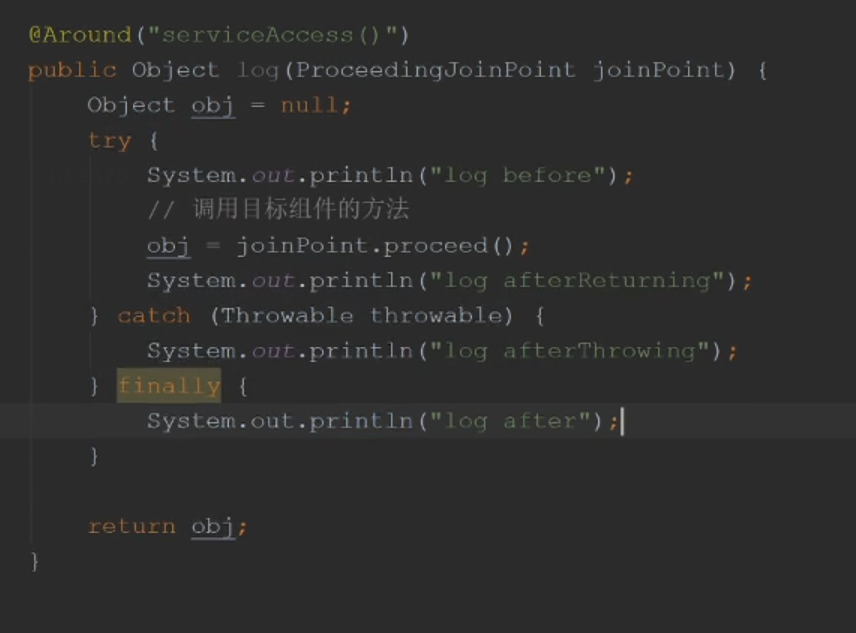 @Around("serviceAccess()")
public Object log(ProceedingJoinPoint joinPoint) {
    Object obj = null;
    try {
        System.out.println("log before");
        // 调用目标组件的方法
        obj = joinPoint.proceed();
        System.out.println("log afterReturning");
    } catch (Throwable throwable) {
        System.out.println("log afterThrowing");
    } finally {
        System.out.println("log after");
    }
    return obj;
}